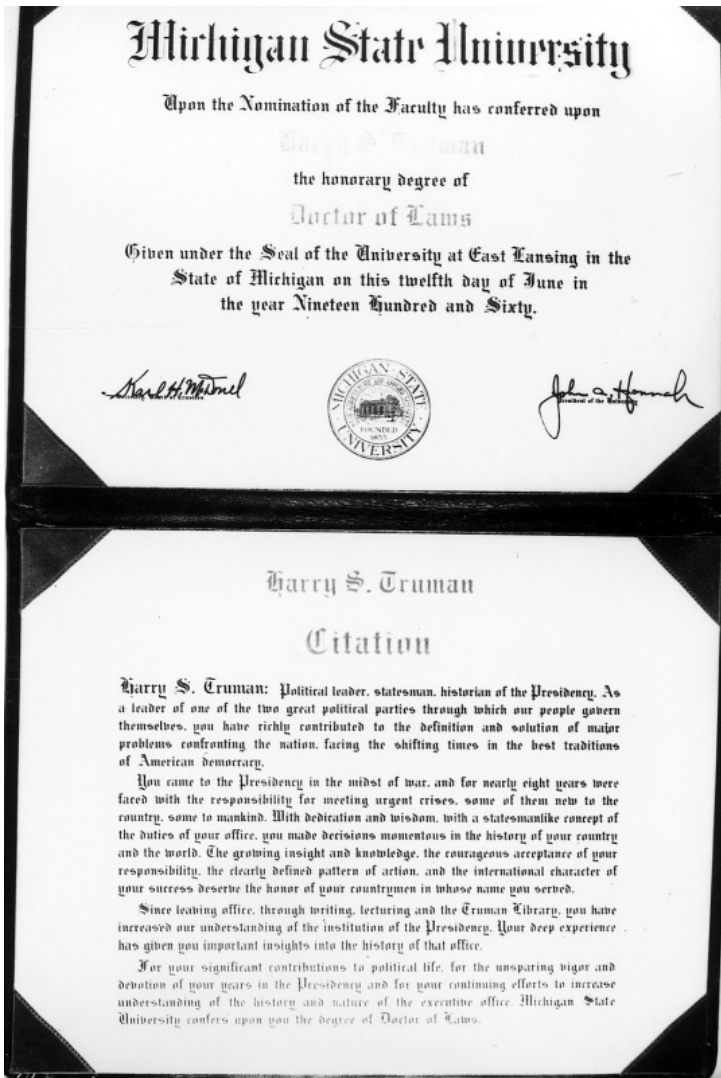 Michigan State University
Upon the Nomination of the Faculty has conferred upon
Harry S. Truman
the honorary degree of
Doctor of Laws
Given under the Seal of the University at East Lansing in the
State of Michigan on this twelfth day of June in
the year Nineteen Hundred and Sixty.
Karl H. McDonel
MICHIGAN STATE UNIVERSITY
FOUNDED
1855
John A. Hannah
President of the University
Harry S. Truman
Citation
Harry S. Truman: Political leader, statesman, historian of the Presidency. As
a leader of one of the two great political parties through which our people govern
themselves, you have richly contributed to the definition and solution of major
problems confronting the nation, facing the shifting times in the best traditions
of American democracy.
You came to the Presidency in the midst of war, and for nearly eight years were
faced with the responsibility for meeting urgent crises, some of them new to the
country, some to mankind. With dedication and wisdom, with a statesmanlike concept of
the duties of your office, you made decisions momentous in the history of your country
and the world. The growing insight and knowledge, the courageous acceptance of your
responsibility, the clearly defined pattern of action, and the international character of
your success deserve the honor of your countrymen in whose name you served.
Since leaving office, through writing, lecturing and the Truman Library, you have
increased our understanding of the institution of the Presidency. Your deep experience
has given you important insights into the history of that office.
For your significant contributions to political life, for the unsparing vigor and
devotion of your years in the Presidency and for your continuing efforts to increase
understanding of the history and nature of the executive office, Michigan State
University confers upon you the degree of Doctor of Laws.